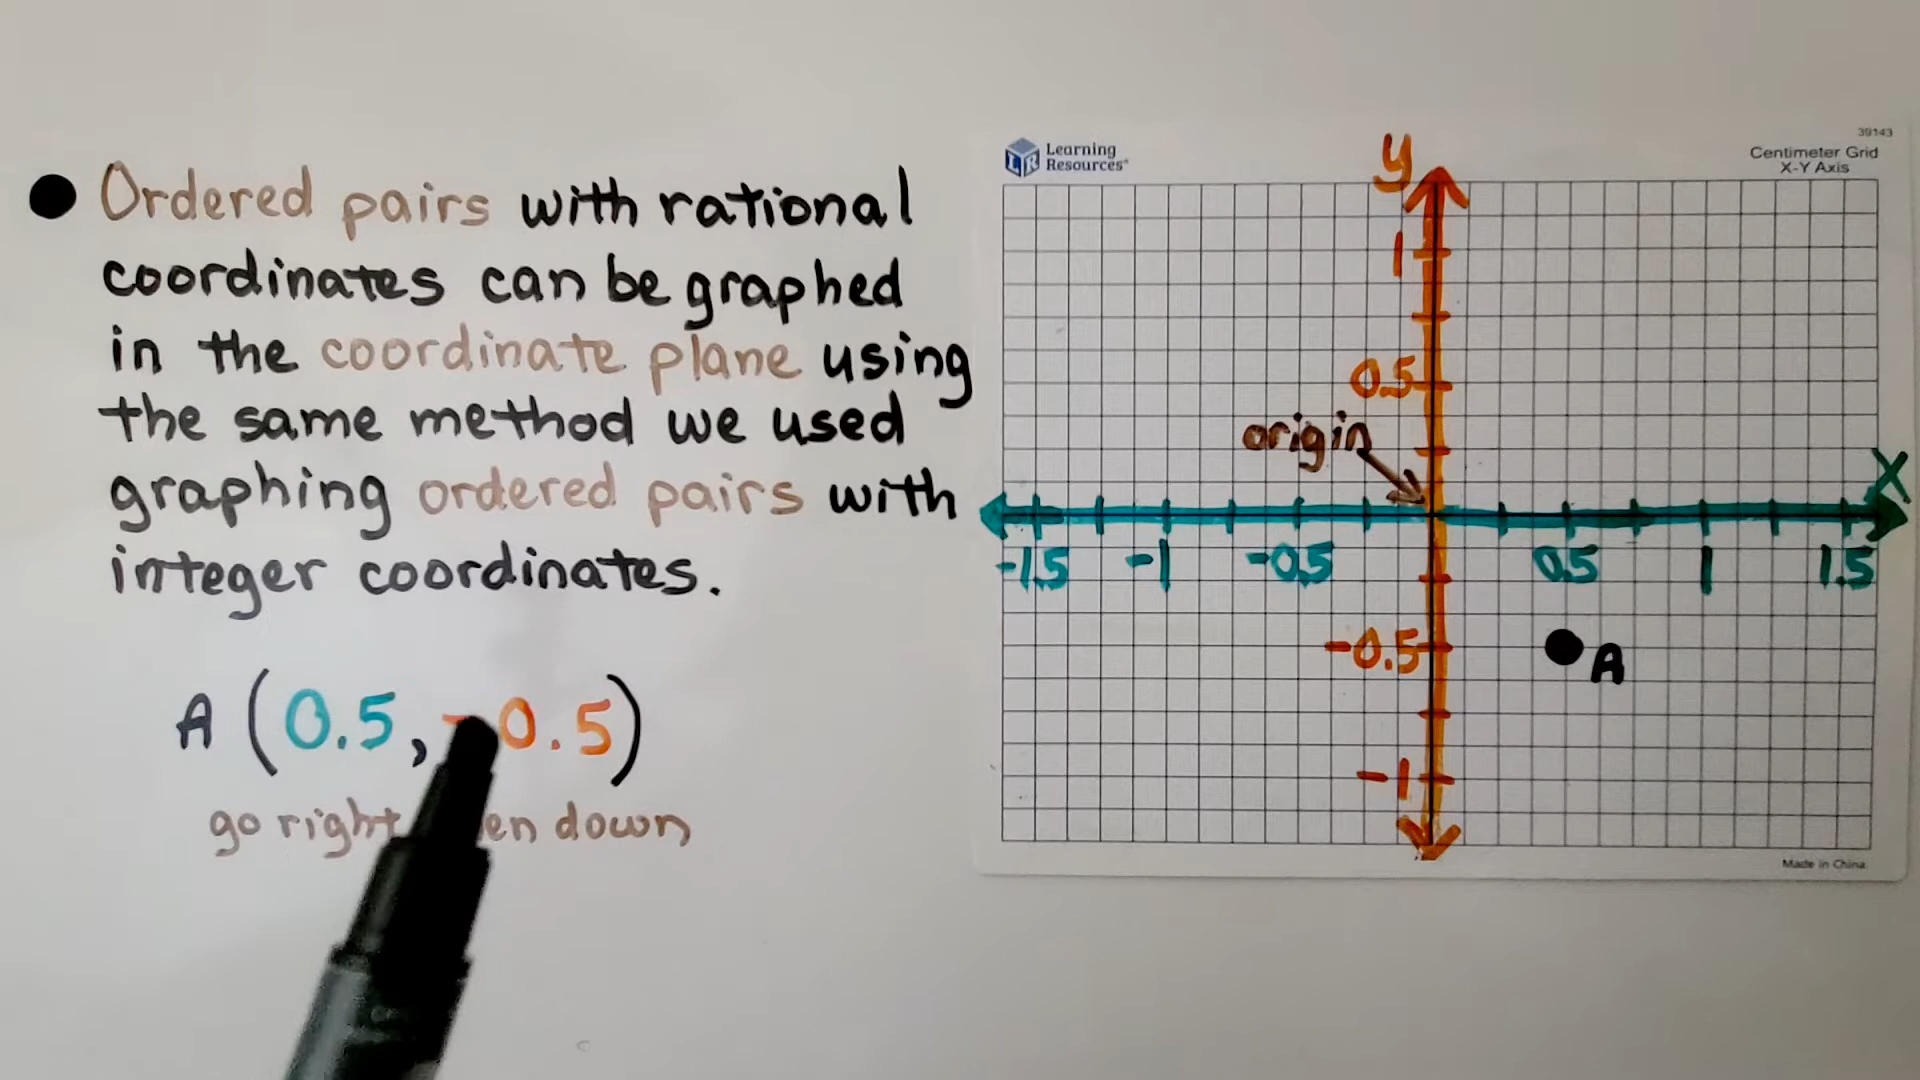 Ordered pairs with rational
coordinates can be graphed
in the coordinate plane using
the same method we used
graphing ordered pairs with
integer coordinates.
A (0.5, -0.5)
go right down
39143
Learning
Resources®
Centimeter Grid
X-Y Axis
y
1
0.5
origin
X
-1.5 -1 -0.5 0.5 1 1.5
-0.5
A
-1
Made in China